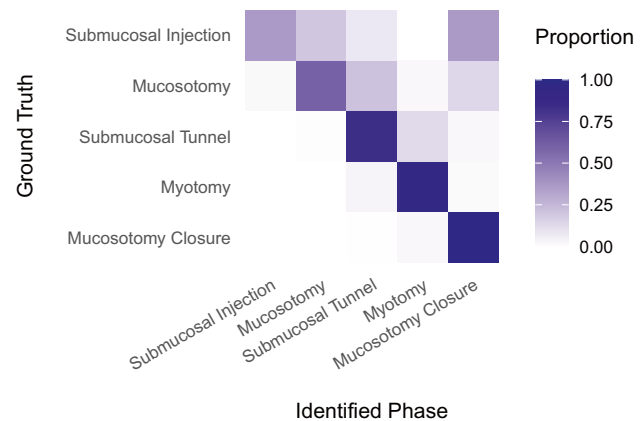 Ground Truth
Submucosal Injection
Mucosotomy
Submucosal Tunnel
Myotomy
Mucosotomy Closure
Submucosal Injection
Mucosotomy
Submucosal Tunnel
Myotomy
Mucosotomy Closure
Identified Phase
Proportion
1.00
0.75
0.50
0.25
0.00